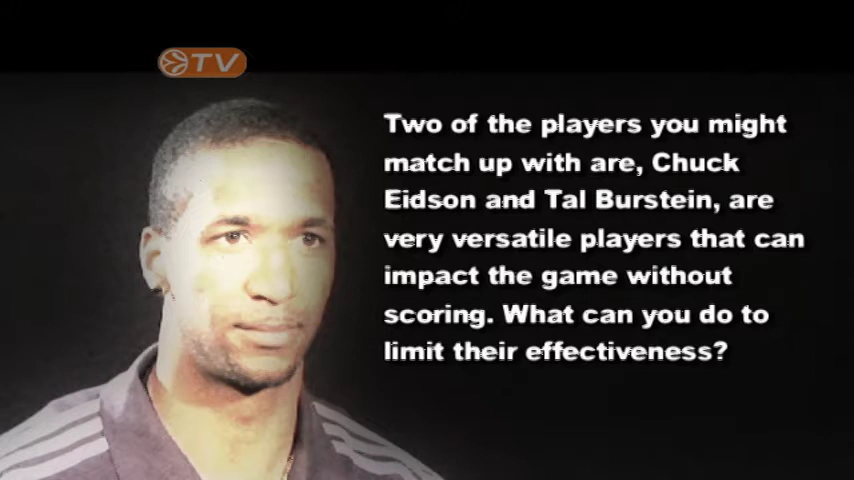 TV
Two of the players you might
match up with are, Chuck
Eidson and Tal Burstein, are
very versatile players that can
impact the game without
scoring. What can you do to
limit their effectiveness?